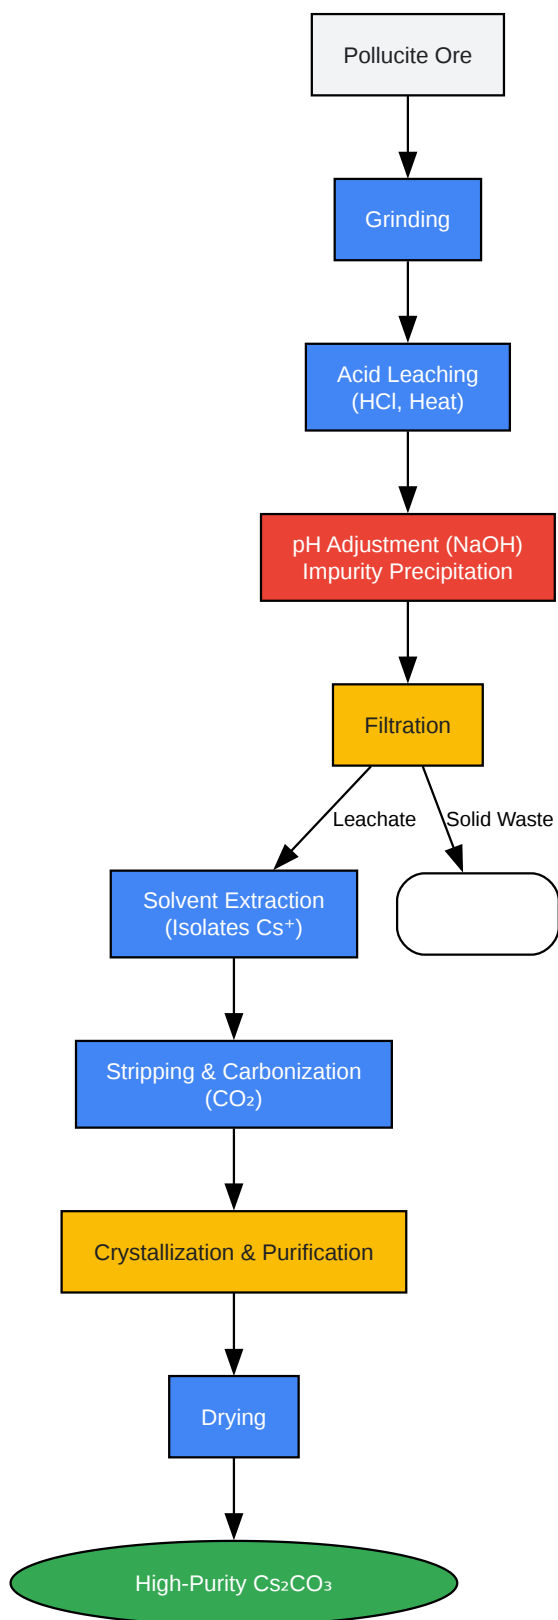 Pollucite Ore
Grinding
Acid Leaching
(HCl, Heat)
pH Adjustment (NaOH)
Impurity Precipitation
Filtration
Leachate
Solid Waste
Solvent Extraction
(Isolates Cs⁺)
Stripping & Carbonization
(CO₂)
Crystallization & Purification
Drying
High-Purity Cs₂CO₃